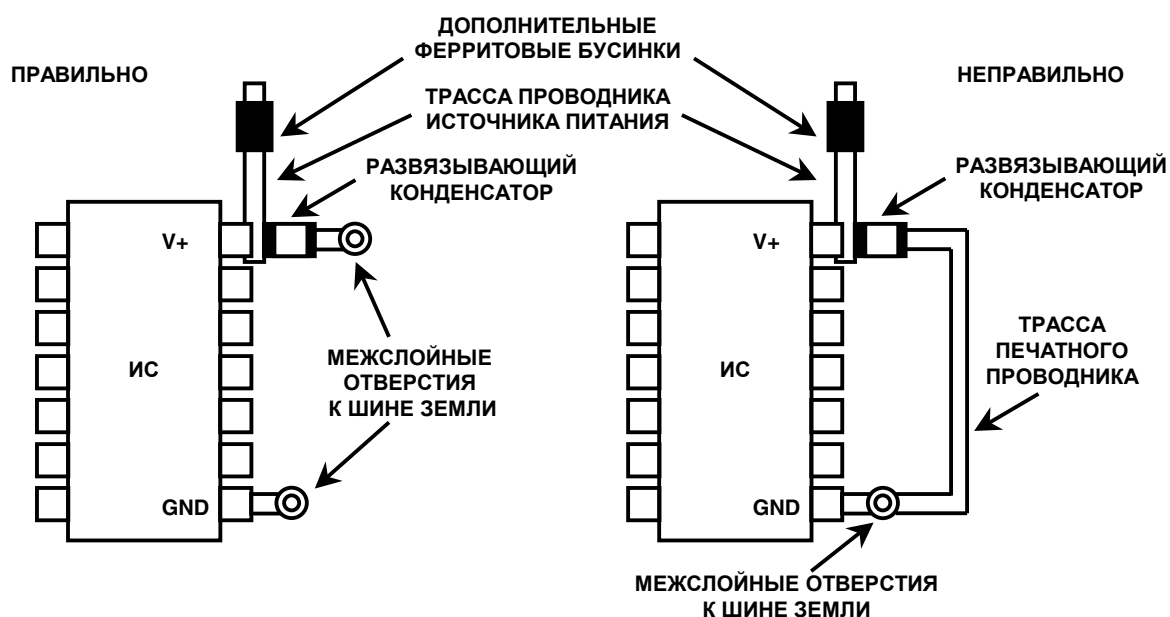 ДОПОЛНИТЕЛЬНЫЕ
ФЕРРИТОВЫЕ БУСИНКИ
ПРАВИЛЬНО
НЕПРАВИЛЬНО
ТРАССА ПРОВОДНИКА
ИСТОЧНИКА ПИТАНИЯ
РАЗВЯЗЫВАЮЩИЙ
КОНДЕНСАТОР
РАЗВЯЗЫВАЮЩИЙ
КОНДЕНСАТОР
V+
V+
ИС
МЕЖСЛОЙНЫЕ
ОТВЕРСТИЯ
К ШИНЕ ЗЕМЛИ
ИС
ТРАССА
ПЕЧАТНОГО
ПРОВОДНИКА
GND
GND
МЕЖСЛОЙНЫЕ ОТВЕРСТИЯ
К ШИНЕ ЗЕМЛИ